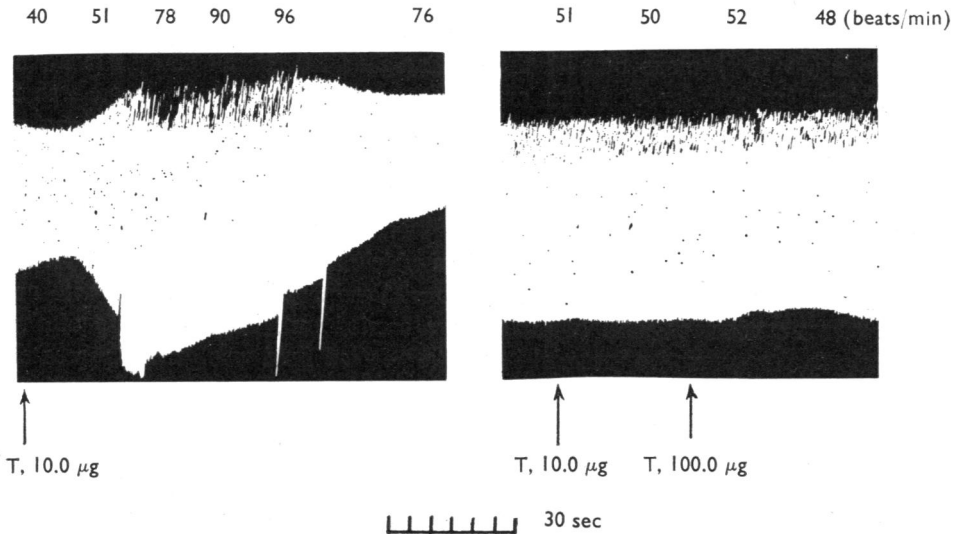 40 51 78 90 96 76 51 50 52 48 (beats/min)
T, 10.0 μg T, 10.0 μg T, 100.0 μg
30 sec